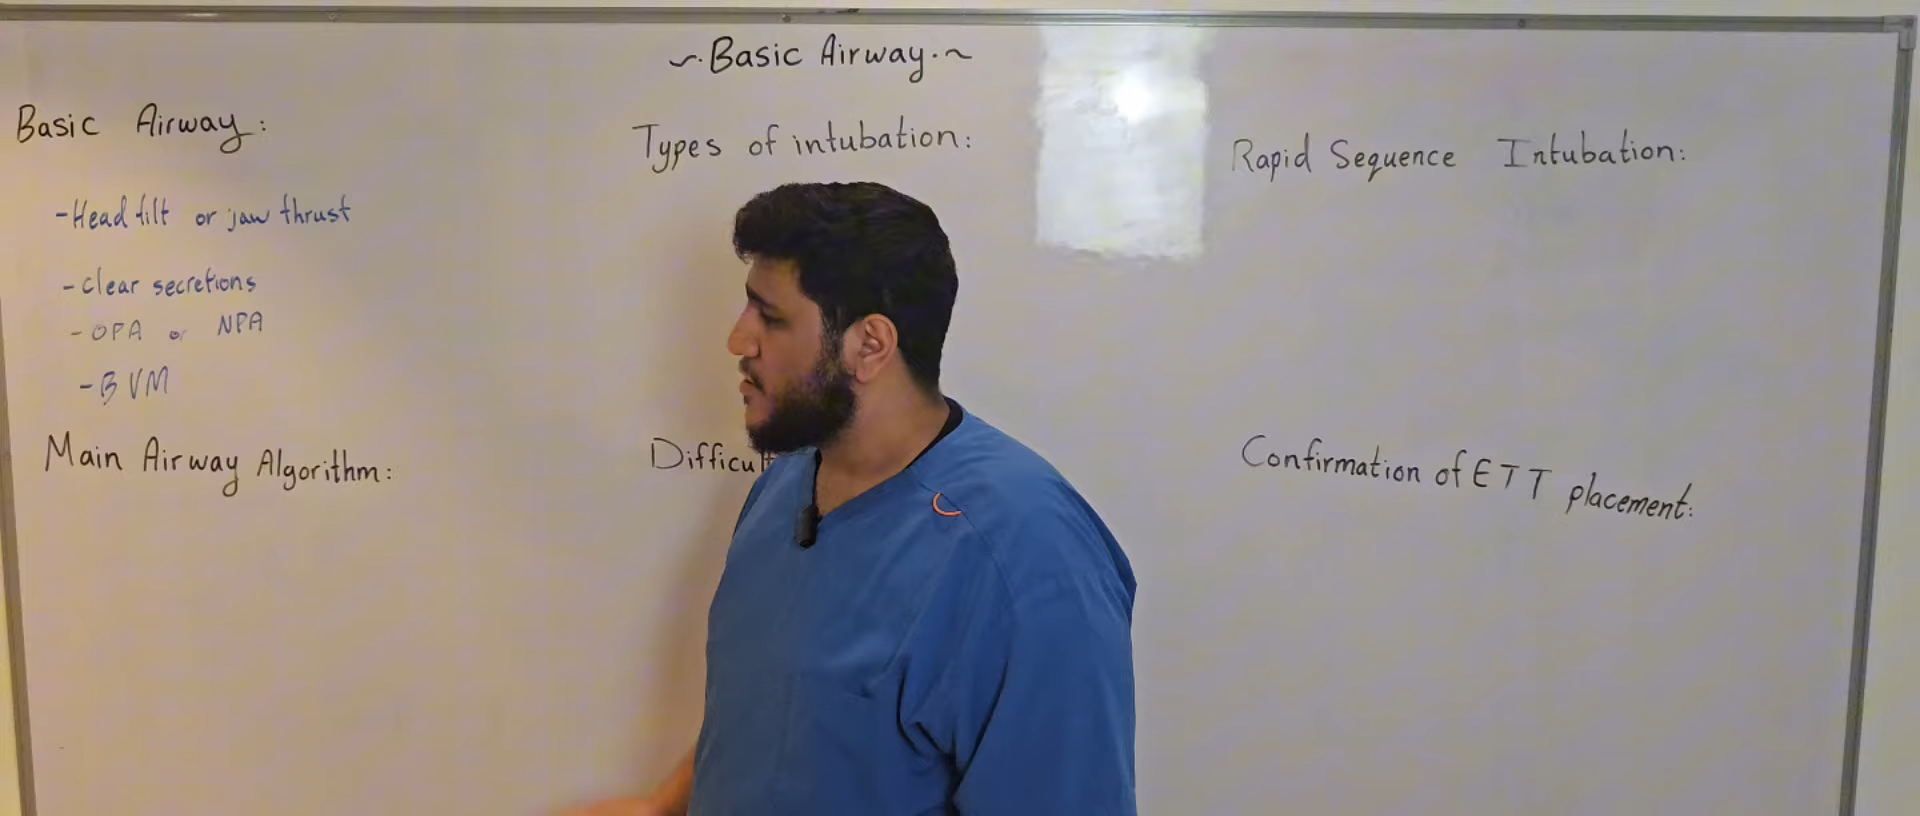 ~. Basic Airway. ~
Basic Airway:
-Head tilt or jaw thrust
-clear secretions
-OPA or NPA
-BVM
Main Airway Algorithm:
Types of intubation:
Rapid Sequence Intubation:
Confirmation of ETT placement: